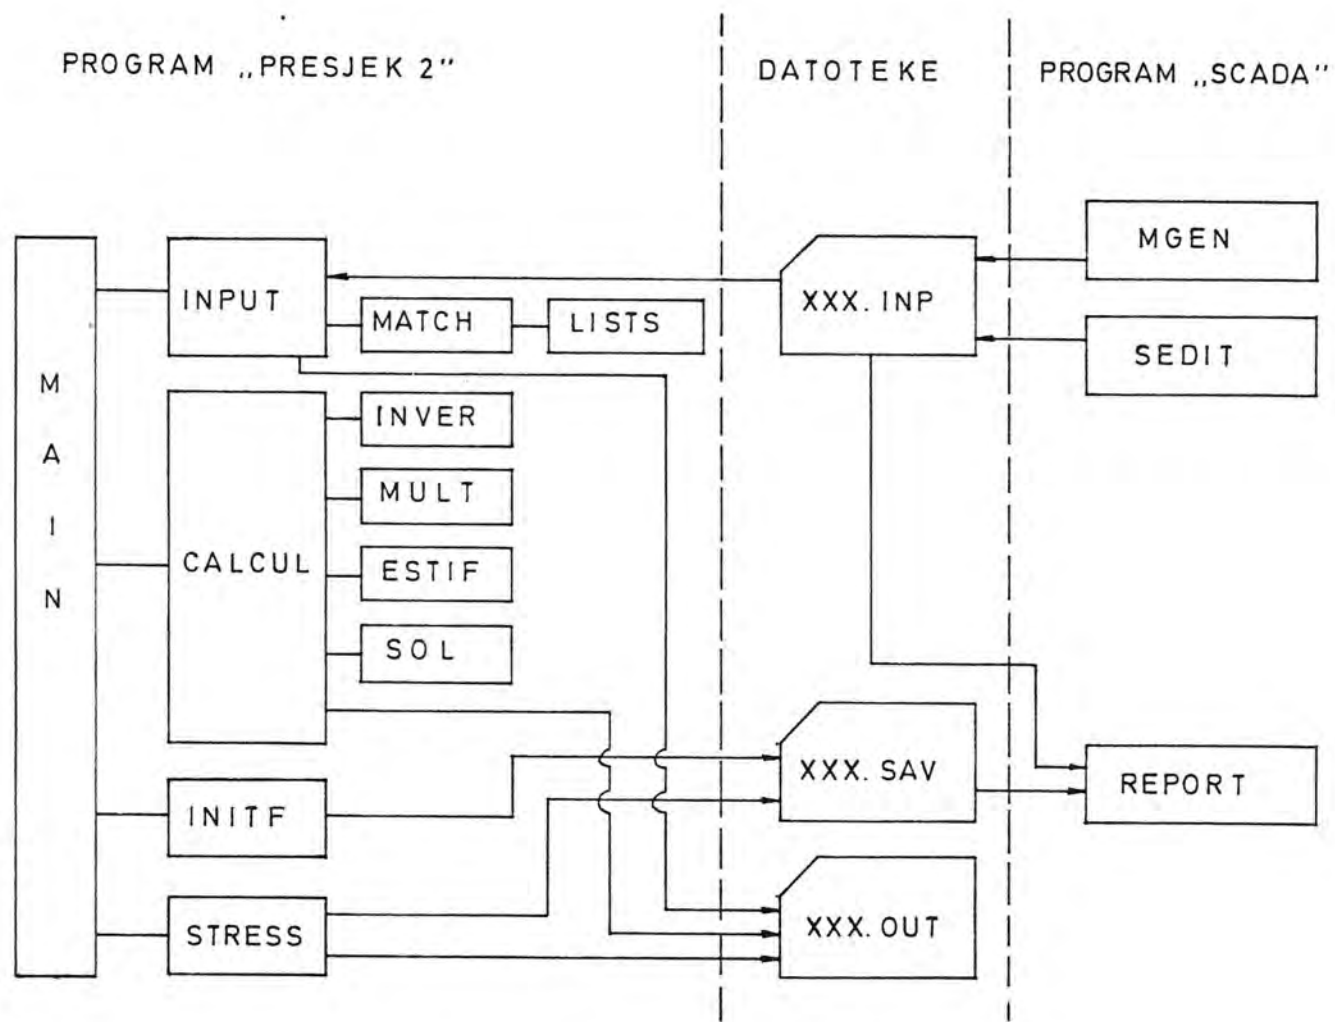 PROGRAM „PRESJEK 2"
DATOTEKE
PROGRAM „SCADA"
MAIN
INPUT
MATCH
LISTS
CALCUL
INVER
MULT
ESTIF
SOL
INITF
STRESS
XXX. INP
XXX. SAV
XXX. OUT
MGEN
SEDIT
REPORT